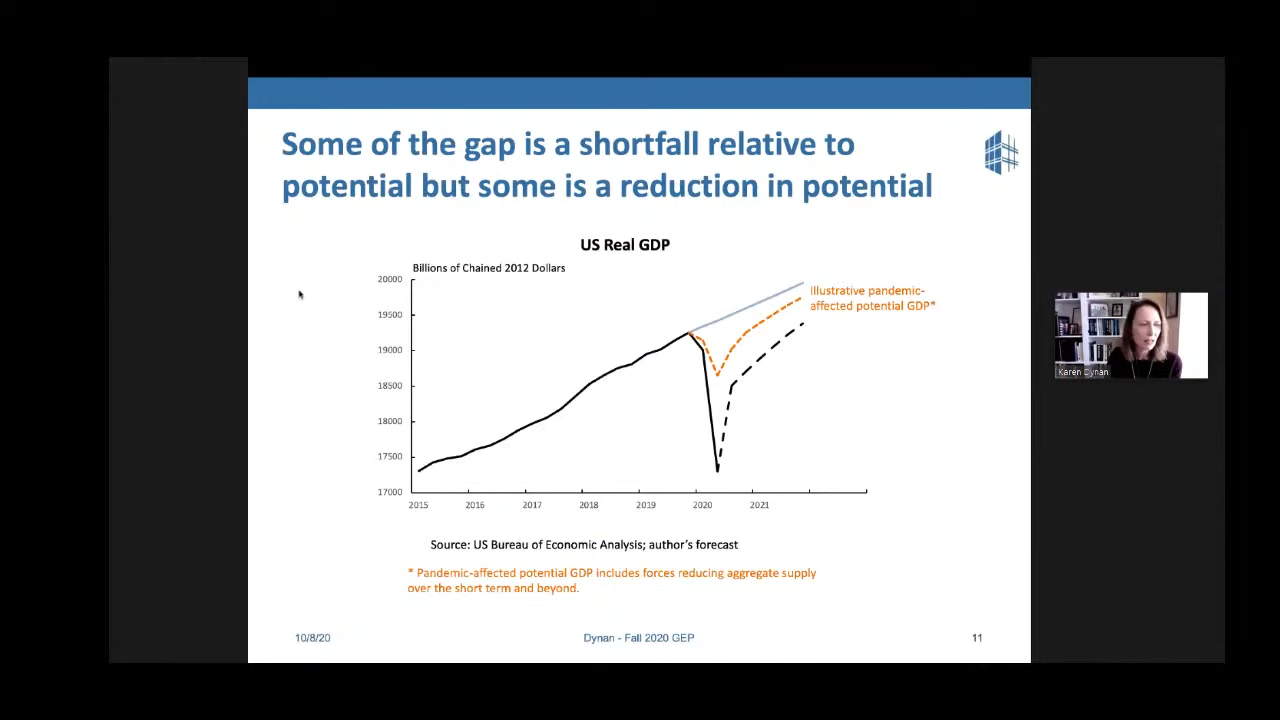 Some of the gap is a shortfall relative to
potential but some is a reduction in potential
US Real GDP
Billions of Chained 2012 Dollars
20000
19500
19000
18500
18000
17500
17000
2015 2016 2017 2018 2019 2020 2021
Illustrative pandemic-
affected potential GDP*
Karen Dynan
Source: US Bureau of Economic Analysis; author's forecast
* Pandemic-affected potential GDP includes forces reducing aggregate supply
over the short term and beyond.
10/8/20 Dynan - Fall 2020 GEP 11